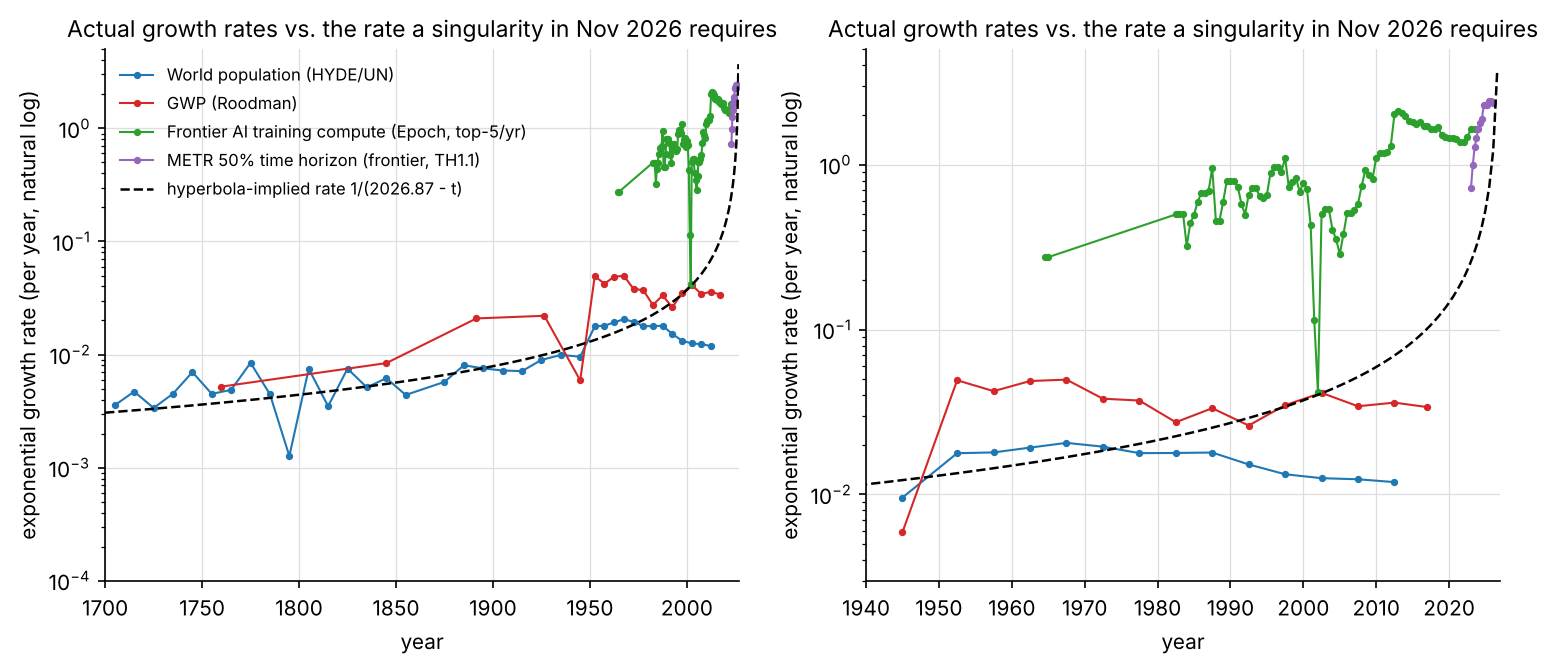 Actual growth rates vs. the rate a singularity in Nov 2026 requires
exponential growth rate (per year, natural log)
World population (HYDE/UN)
GWP (Roodman)
Frontier AI training compute (Epoch, top-5/yr)
METR 50% time horizon (frontier, TH1.1)
hyperbola-implied rate 1/(2026.87 - t)
10⁰
10⁻¹
10⁻²
10⁻³
10⁻⁴
1700 1750 1800 1850 1900 1950 2000
year
Actual growth rates vs. the rate a singularity in Nov 2026 requires
exponential growth rate (per year, natural log)
10⁰
10⁻¹
10⁻²
1940 1950 1960 1970 1980 1990 2000 2010 2020
year